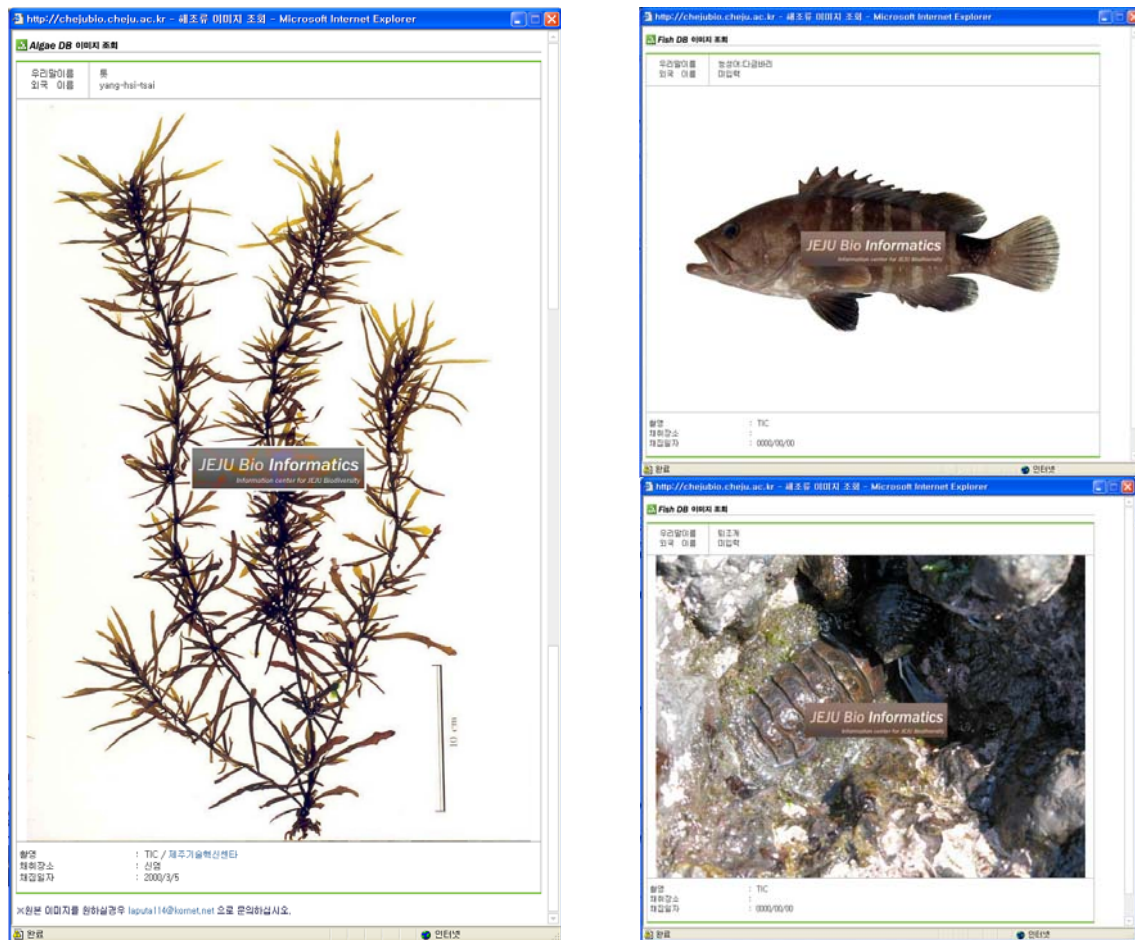 http://chejubio.cheju.ac.kr - 해조류 이미지 조회 - Microsoft Internet Explorer
Algae DB 이미지 조회
우리말이름 톳
외국 이름 yang-hsi-tsai
JEJU Bio Informatics
Information center for JEJU Biodiversity
10 cm
촬영 : TIC / 제주기술혁신센타
채취장소 : 신엄
채집일자 : 2000/3/5
※원본 이미지를 원하실경우 laputa114@kornet.net 으로 문의하십시오.
완료 인터넷
http://chejubio.cheju.ac.kr - 해조류 이미지 조회 - Microsoft Internet Explorer
Fish DB 이미지 조회
우리말이름 능성어:다금바리
외국 이름 미입력
JEJU Bio Informatics
Information center for JEJU Biodiversity
촬영 : TIC
채취장소 :
채집일자 : 0000/00/00
완료 인터넷
http://chejubio.cheju.ac.kr - 해조류 이미지 조회 - Microsoft Internet Explorer
Fish DB 이미지 조회
우리말이름
외국 이름 미입력
JEJU Bio Informatics
Information center for JEJU Biodiversity
촬영 : TIC
채취장소 :
채집일자 : 0000/00/00
완료 인터넷